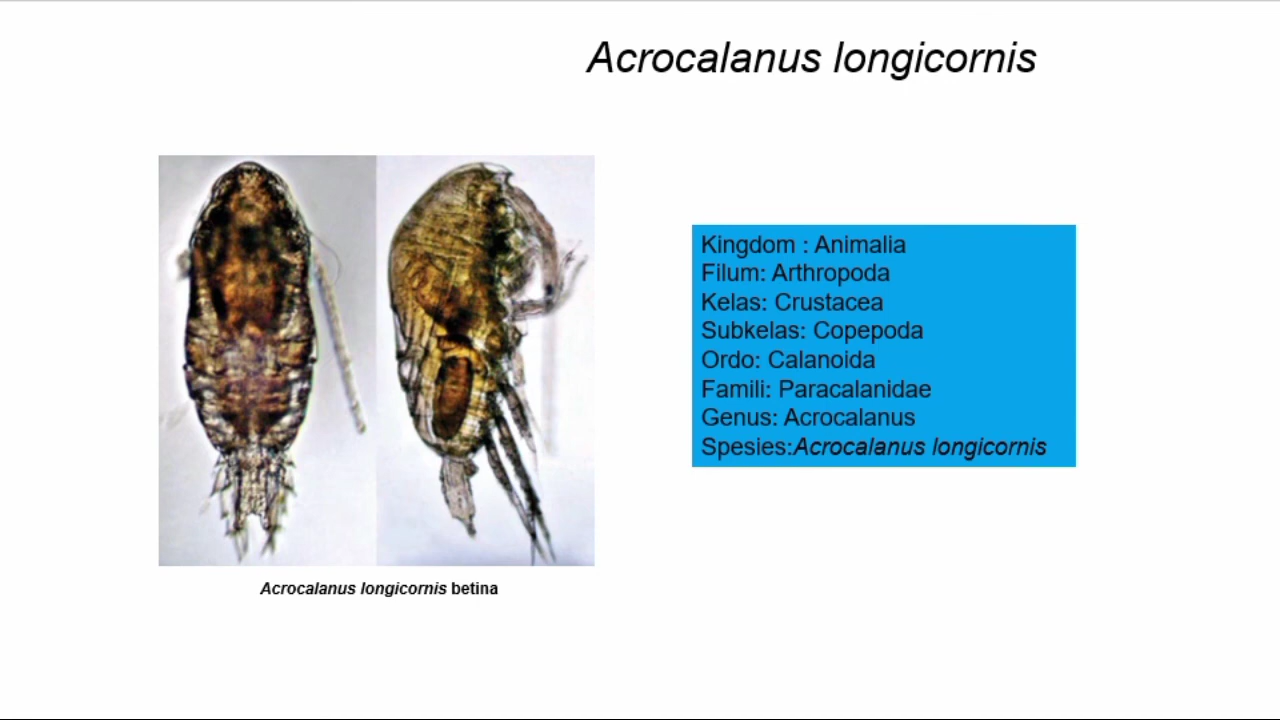 Acrocalanus longicornis
Kingdom : Animalia
Filum: Arthropoda
Kelas: Crustacea
Subkelas: Copepoda
Ordo: Calanoida
Famili: Paracalanidae
Genus: Acrocalanus
Spesies:Acrocalanus longicornis
Acrocalanus longicornis betina